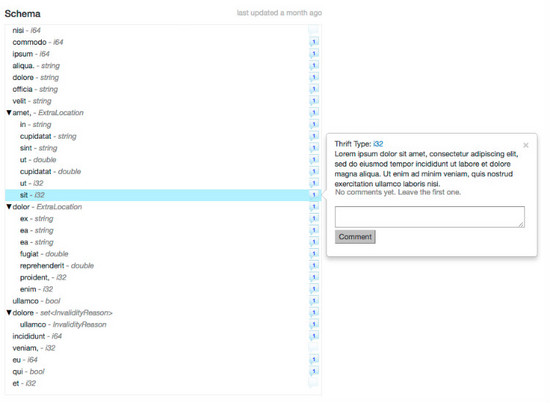 Schema
last updated a month ago
nisi - i64
commodo - i64
1
ipsum - i64
1
aliqua. - string
1
dolore - string
1
officia - string
1
velit - string
1
▼ amet, - ExtraLocation
1
in - string
1
cupidatat - string
1
sint - string
1
ut - double
1
cupidatat - double
1
ut - i32
1
sit - i32
1
▼ dolor - ExtraLocation
1
ex - string
1
ea - string
1
ea - string
1
fugiat - double
1
reprehenderit - double
1
proident, - i32
1
enim - i32
1
ullamco - bool
1
▼ dolore - set<InvalidityReason>
1
ullamco - InvalidityReason
1
incididunt - i64
1
veniam, - i32
eu - i64
1
qui - bool
1
et - i32
Thrift Type: i32
×
Lorem ipsum dolor sit amet, consectetur adipiscing elit,
sed do eiusmod tempor incididunt ut labore et dolore
magna aliqua. Ut enim ad minim veniam, quis nostrud
exercitation ullamco laboris nisi.
No comments yet. Leave the first one.
Comment